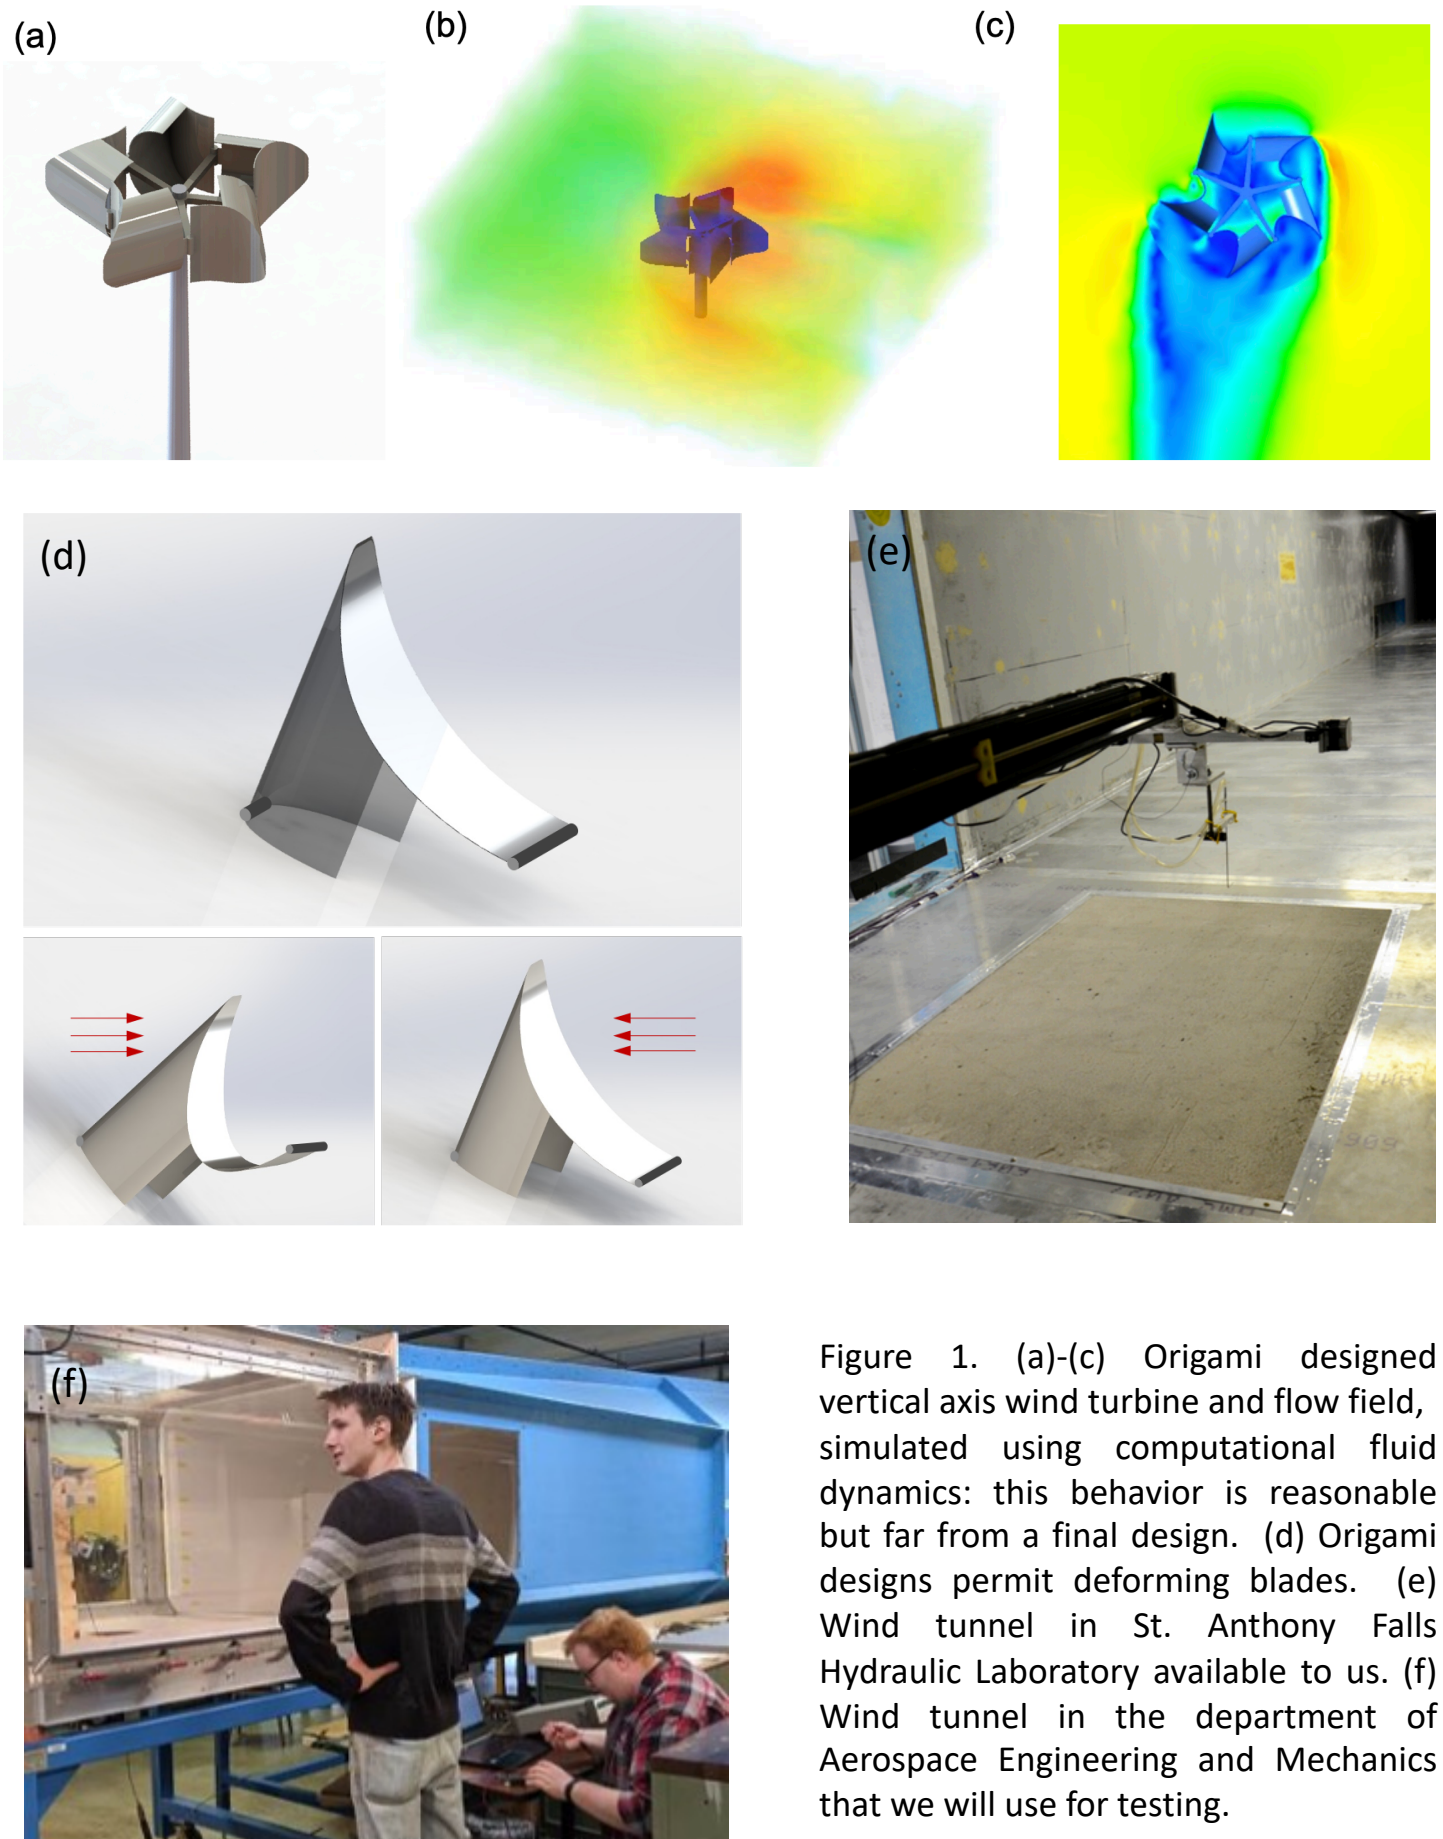 (a)
(b)
(c)
(d)
(e)
(f)
Figure 1. (a)-(c) Origami designed
vertical axis wind turbine and flow field,
simulated using computational fluid
dynamics: this behavior is reasonable
but far from a final design. (d) Origami
designs permit deforming blades. (e)
Wind tunnel in St. Anthony Falls
Hydraulic Laboratory available to us. (f)
Wind tunnel in the department of
Aerospace Engineering and Mechanics
that we will use for testing.